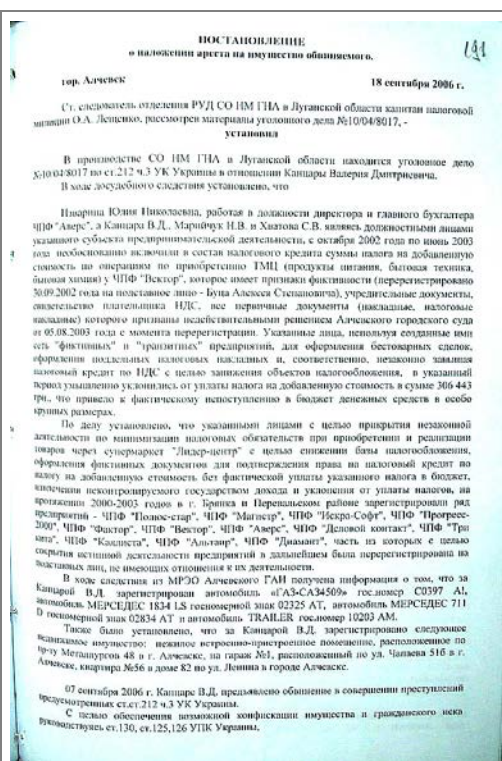 ПОСТАНОВЛЕНИЕ
о наложении ареста на имущество обвиняемого.
191
гор. Алчевск 18 сентября 2006 г.
Ст. следователь отделения РУД СО НМ ГНА в Луганской области капитан налоговой
милиции О.А. Лещенко, рассмотрев материалы уголовного дела №10/04/8017, -
установил
В производстве СО НМ ГНА в Луганской области находится уголовное дело
№10/04/8017 по ст.212 ч.3 УК Украины в отношении Канцары Валерия Дмитриевича.
В ходе досудебного следствия установлено, что
Юлия Николаевна, работая в должности директора и главного бухгалтера
ЧПФ "Аверс", а Канцара В.Д., Марийчук Н.В. и Хватова С.В. являясь должностными лицами
указанного субъекта предпринимательской деятельности, с октября 2002 года по июнь 2003
года необоснованно включили в состав налогового кредита суммы налога на добавленную
стоимость по операциям по приобретению ТМЦ (продукты питания, бытовая техника,
бытовая химия) у ЧПФ "Вектор", которое имеет признаки фиктивности (перерегистрировано
30.09.2002 года на подставное лицо - Буца Алексея Степановича), учредительные документы,
свидетельство плательщика НДС, все первичные документы (накладные, налоговые
накладные) которого признаны недействительными решением Алчевского городского суда
от 05.08.2003 года с момента перерегистрации. Указанные лица, используя созданные ими
сеть "фиктивных" и "транзитных" предприятий, для оформления бестоварных сделок,
оформления поддельных налоговых накладных и, соответственно, незаконно завышая
налоговый кредит по НДС с целью занижения объектов налогообложения, в указанный
период умышленно уклонились от уплаты налога на добавленную стоимость в сумме 306 443
грн., что привело к фактическому непоступлению в бюджет денежных средств в особо
крупных размерах.
По делу установлено, что указанными лицами с целью прикрытия незаконной
деятельности по минимизации налоговых обязательств при приобретении и реализации
товаров через супермаркет "Лидер-центр" с целью снижения базы налогообложения,
оформления фиктивных документов для подтверждения права на налоговый кредит по
налогу на добавленную стоимость без фактической уплаты указанного налога в бюджет,
извлечения неконтролируемого государством дохода и уклонения от уплаты налогов, на
протяжении 2000-2003 годов в г. Брянка и Перевальском районе зарегистрировали ряд
предприятий - ЧПФ "Полюс-стар", ЧПФ "Магистр", ЧПФ "Искра-Софт", ЧПФ "Прогресс-
2000", ЧПФ "Фактор", ЧПФ "Вектор", ЧПФ "Аверс", ЧПФ "Деловой контакт", ЧПФ "Три
кита", ЧПФ "Каллиста", ЧПФ "Альтаир", ЧПФ "Диамант", часть из которых с целью
сокрытия истинной деятельности предприятий в дальнейшем была перерегистрирована на
подставных лиц, не имеющих отношения к их деятельности.
В ходе следствия из МРЭО Алчевского ГАИ получена информация о том, что за
Канцарой В.Д. зарегистрирован автомобиль «ГАЗ-САЗ4509» гос.номер С0397 А!,
автомобиль МЕРСЕДЕС 1834 LS госномерной знак 02325 АТ, автомобиль МЕРСЕДЕС 711
D госномерной знак 02834 АТ и автомобиль TRAILER гос.номер 10203 АМ.
Также было установлено, что за Канцарой В.Д. зарегистрировано следующее
недвижимое имущество: нежилое встроенно-пристроенное помещение, расположенное по
пр-ту Металлургов 48 в г. Алчевске, на гараж №1, расположенный по ул. Чапаева 51б в г.
Алчевске, квартира №56 в доме 82 по ул. Ленина в городе Алчевске.
07 сентября 2006 г. Канцаре В.Д. предъявлено обвинение в совершении преступлений
предусмотренных ст.ст.212 ч.3 УК Украины.
С целью обеспечения возможной конфискации имущества и гражданского иска
руководствуясь ст.130, ст.125,126 УПК Украины,